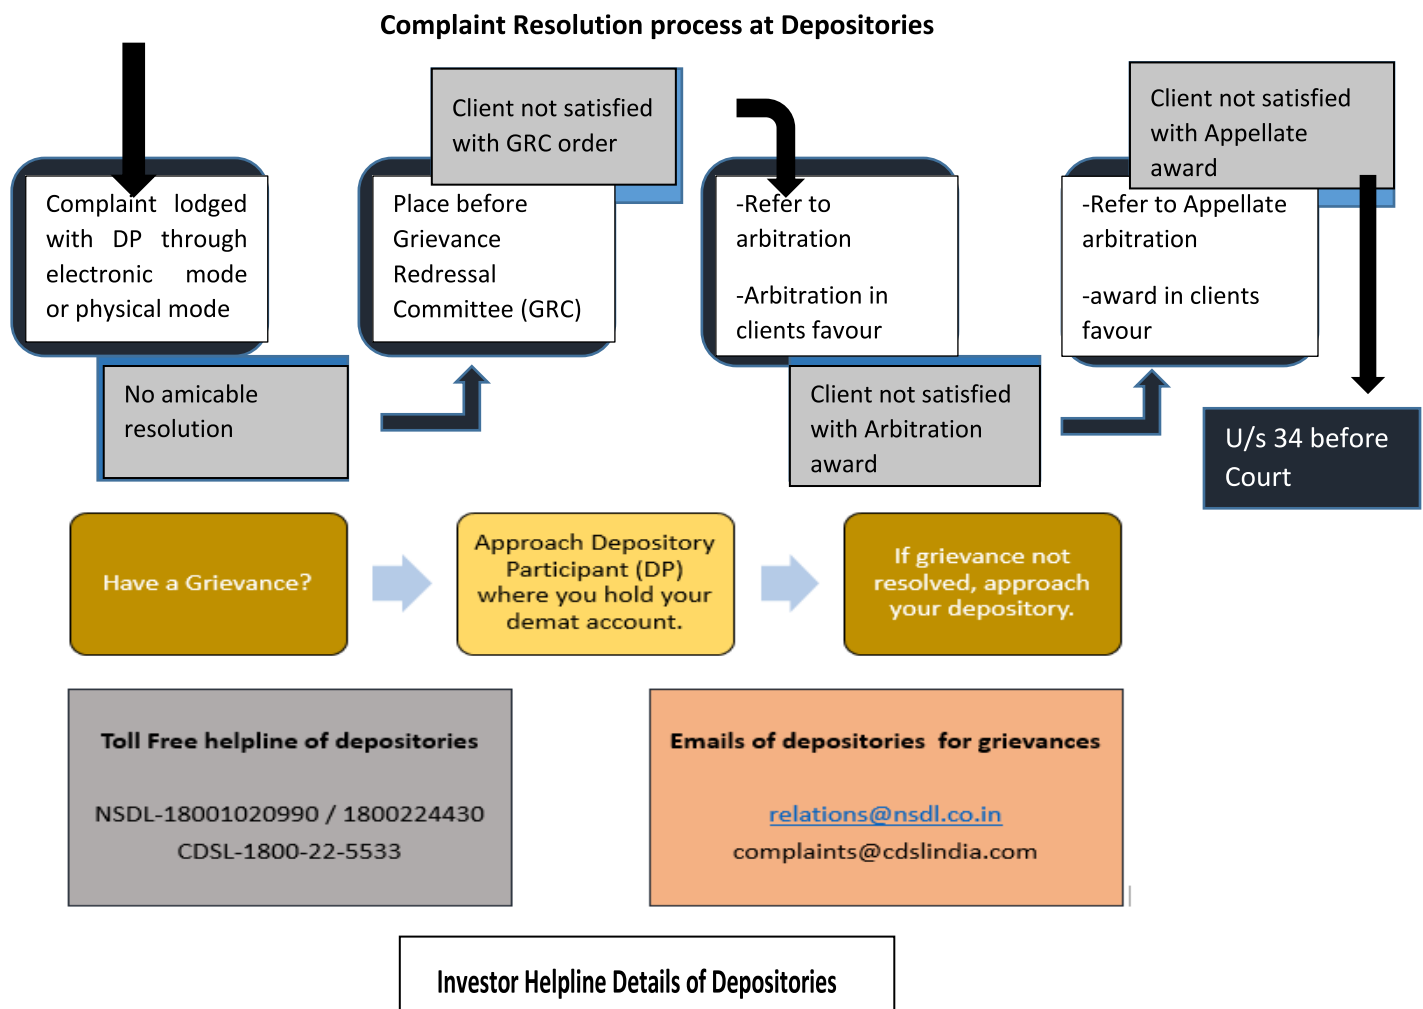 Complaint Resolution process at Depositories
Complaint lodged
with DP through
electronic mode
or physical mode
No amicable
resolution
Client not satisfied
with GRC order
Place before
Grievance
Redressal
Committee (GRC)
-Refer to
arbitration
-Arbitration in
clients favour
Client not satisfied
with Arbitration
award
Client not satisfied
with Appellate
award
-Refer to Appellate
arbitration
-award in clients
favour
U/s 34 before
Court
Have a Grievance?
Approach Depository
Participant (DP)
where you hold your
demat account.
If grievance not
resolved, approach
your depository.
Toll Free helpline of depositories
NSDL-18001020990 / 1800224430
CDSL-1800-22-5533
Emails of depositories for grievances
relations@nsdl.co.in
complaints@cdslindia.com
Investor Helpline Details of Depositories